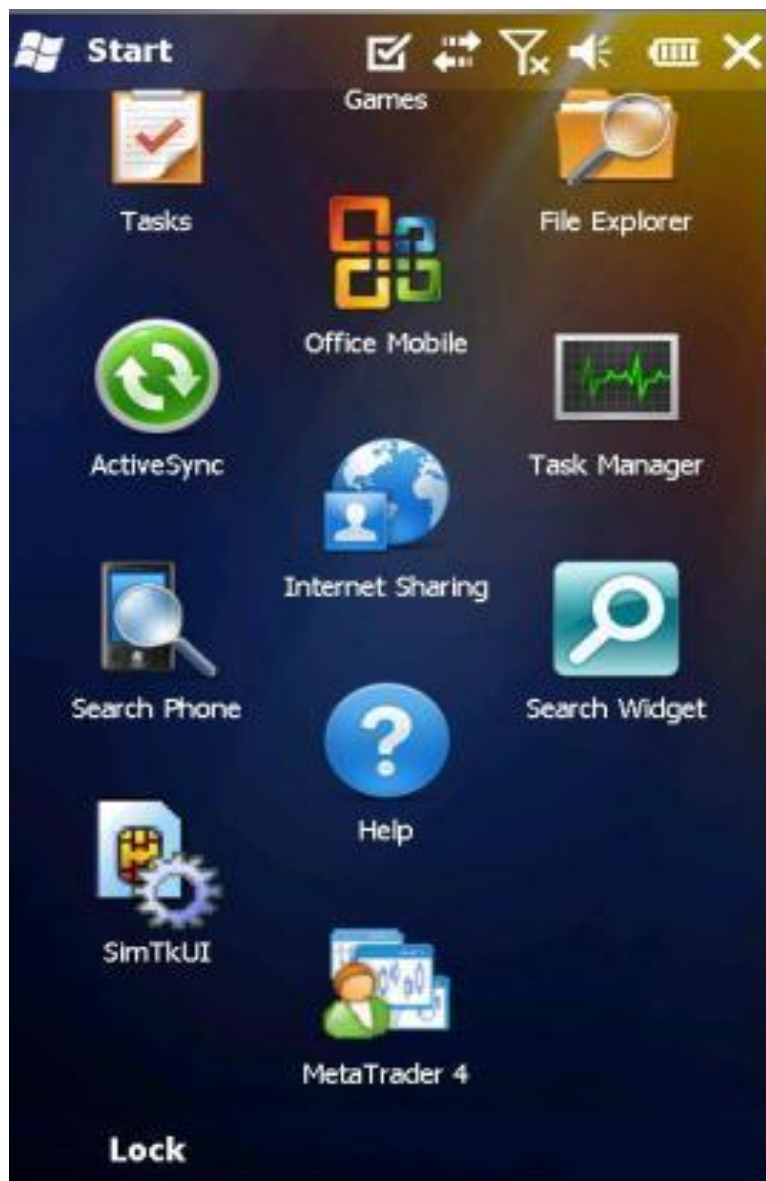 Start
Games
Tasks
File Explorer
Office Mobile
ActiveSync
Task Manager
Internet Sharing
Search Phone
Search Widget
Help
SimTkUI
MetaTrader 4
Lock